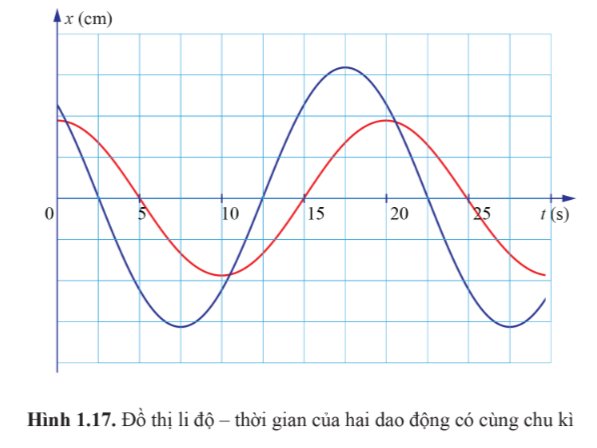 x (cm)
0 5 10 15 20 25 t (s)
Hình 1.17. Đồ thị li độ – thời gian của hai dao động có cùng chu kì